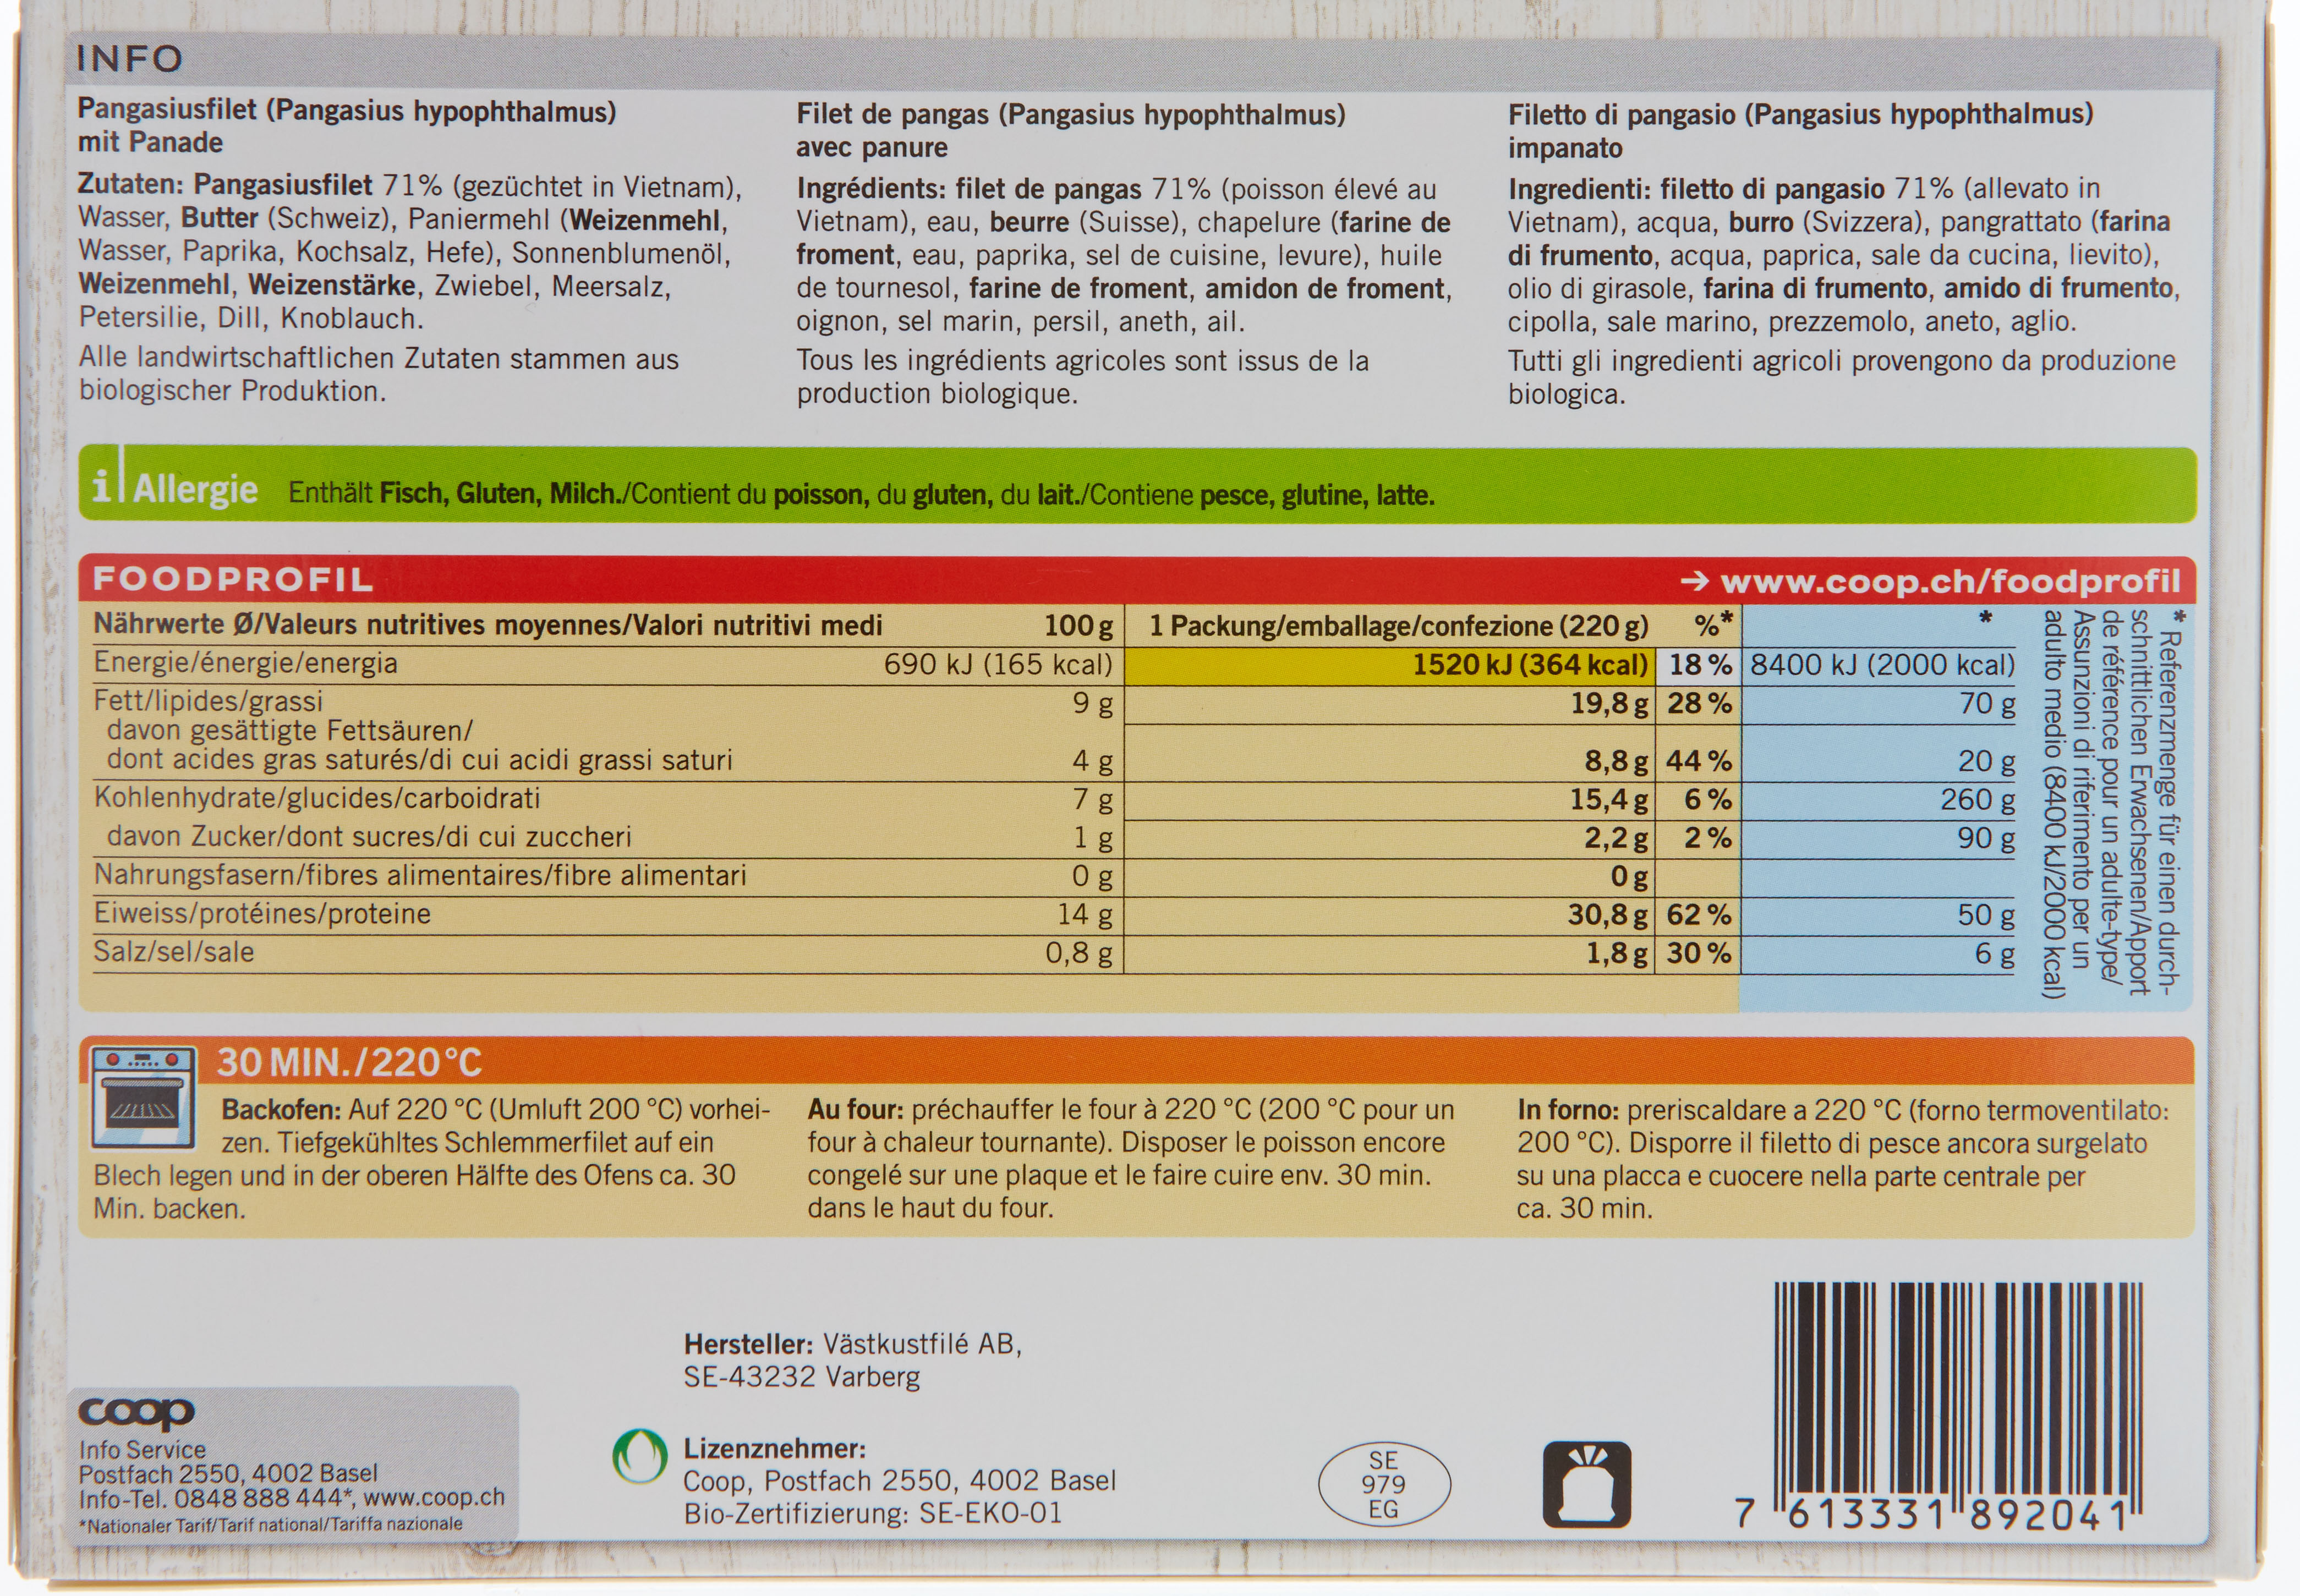 INFO
Pangasiusfilet (Pangasius hypophthalmus)
mit Panade
Zutaten: Pangasiusfilet 71% (gezüchtet in Vietnam),
Wasser, Butter (Schweiz), Paniermehl (Weizenmehl,
Wasser, Paprika, Kochsalz, Hefe), Sonnenblumenöl,
Weizenmehl, Weizenstärke, Zwiebel, Meersalz,
Petersilie, Dill, Knoblauch.
Alle landwirtschaftlichen Zutaten stammen aus
biologischer Produktion.
Filet de pangas (Pangasius hypophthalmus)
avec panure
Ingrédients: filet de pangas 71% (poisson élevé au
Vietnam), eau, beurre (Suisse), chapelure (farine de
froment, eau, paprika, sel de cuisine, levure), huile
de tournesol, farine de froment, amidon de froment,
oignon, sel marin, persil, aneth, ail.
Tous les ingrédients agricoles sont issus de la
production biologique.
Filetto di pangasio (Pangasius hypophthalmus)
impanato
Ingredienti: filetto di pangasio 71% (allevato in
Vietnam), acqua, burro (Svizzera), pangrattato (farina
di frumento, acqua, paprica, sale da cucina, lievito),
olio di girasole, farina di frumento, amido di frumento,
cipolla, sale marino, prezzemolo, aneto, aglio.
Tutti gli ingredienti agricoli provengono da produzione
biologica.
i Allergie Enthält Fisch, Gluten, Milch./Contient du poisson, du gluten, du lait./Contiene pesce, glutine, latte.
FOODPROFIL → www.coop.ch/foodprofil
Nährwerte Ø/Valeurs nutritives moyennes/Valori nutritivi medi 100 g 1 Packung/emballage/confezione (220 g) %* *
Energie/énergie/energia 690 kJ (165 kcal) 1520 kJ (364 kcal) 18 % 8400 kJ (2000 kcal)
Fett/lipides/grassi 9 g 19,8 g 28 % 70 g
davon gesättigte Fettsäuren/
dont acides gras saturés/di cui acidi grassi saturi 4 g 8,8 g 44 % 20 g
Kohlenhydrate/glucides/carboidrati 7 g 15,4 g 6 % 260 g
davon Zucker/dont sucres/di cui zuccheri 1 g 2,2 g 2 % 90 g
Nahrungsfasern/fibres alimentaires/fibre alimentari 0 g 0 g
Eiweiss/protéines/proteine 14 g 30,8 g 62 % 50 g
Salz/sel/sale 0,8 g 1,8 g 30 % 6 g
* Referenzmenge für einen durch-
schnittlichen Erwachsenen/Apport
de référence pour un adulte-type/
Assunzioni di riferimento per un
adulto medio (8400 kJ/2000 kcal)
30 MIN./220°C
Backofen: Auf 220 °C (Umluft 200 °C) vorhei-
zen. Tiefgekühltes Schlemmerfilet auf ein
Blech legen und in der oberen Hälfte des Ofens ca. 30
Min. backen.
Au four: préchauffer le four à 220 °C (200 °C pour un
four à chaleur tournante). Disposer le poisson encore
congelé sur une plaque et le faire cuire env. 30 min.
dans le haut du four.
In forno: preriscaldare a 220 °C (forno termoventilato:
200 °C). Disporre il filetto di pesce ancora surgelato
su una placca e cuocere nella parte centrale per
ca. 30 min.
Hersteller: Västkustfilé AB,
SE-43232 Varberg
coop
Info Service
Postfach 2550, 4002 Basel
Info-Tel. 0848 888 444*, www.coop.ch
*Nationaler Tarif/Tarif national/Tariffa nazionale
Lizenznehmer:
Coop, Postfach 2550, 4002 Basel
Bio-Zertifizierung: SE-EKO-01
SE
979
EG
7 613331 892041